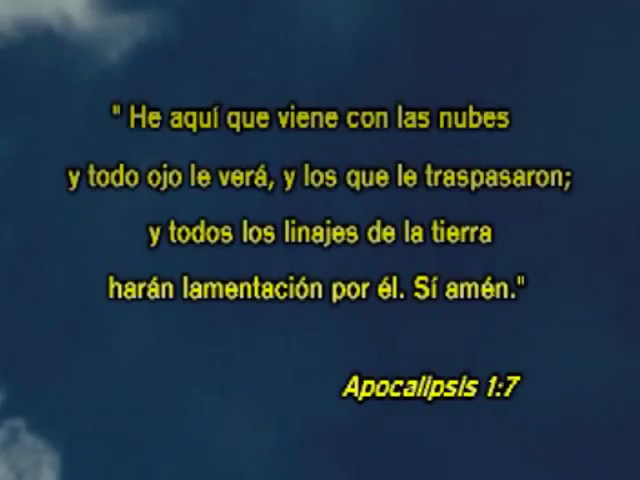 " He aquí que viene con las nubes
y todo ojo le verá, y los que le traspasaron;
y todos los linajes de la tierra
harán lamentación por él. Sí amén."
Apocalipsis 1:7